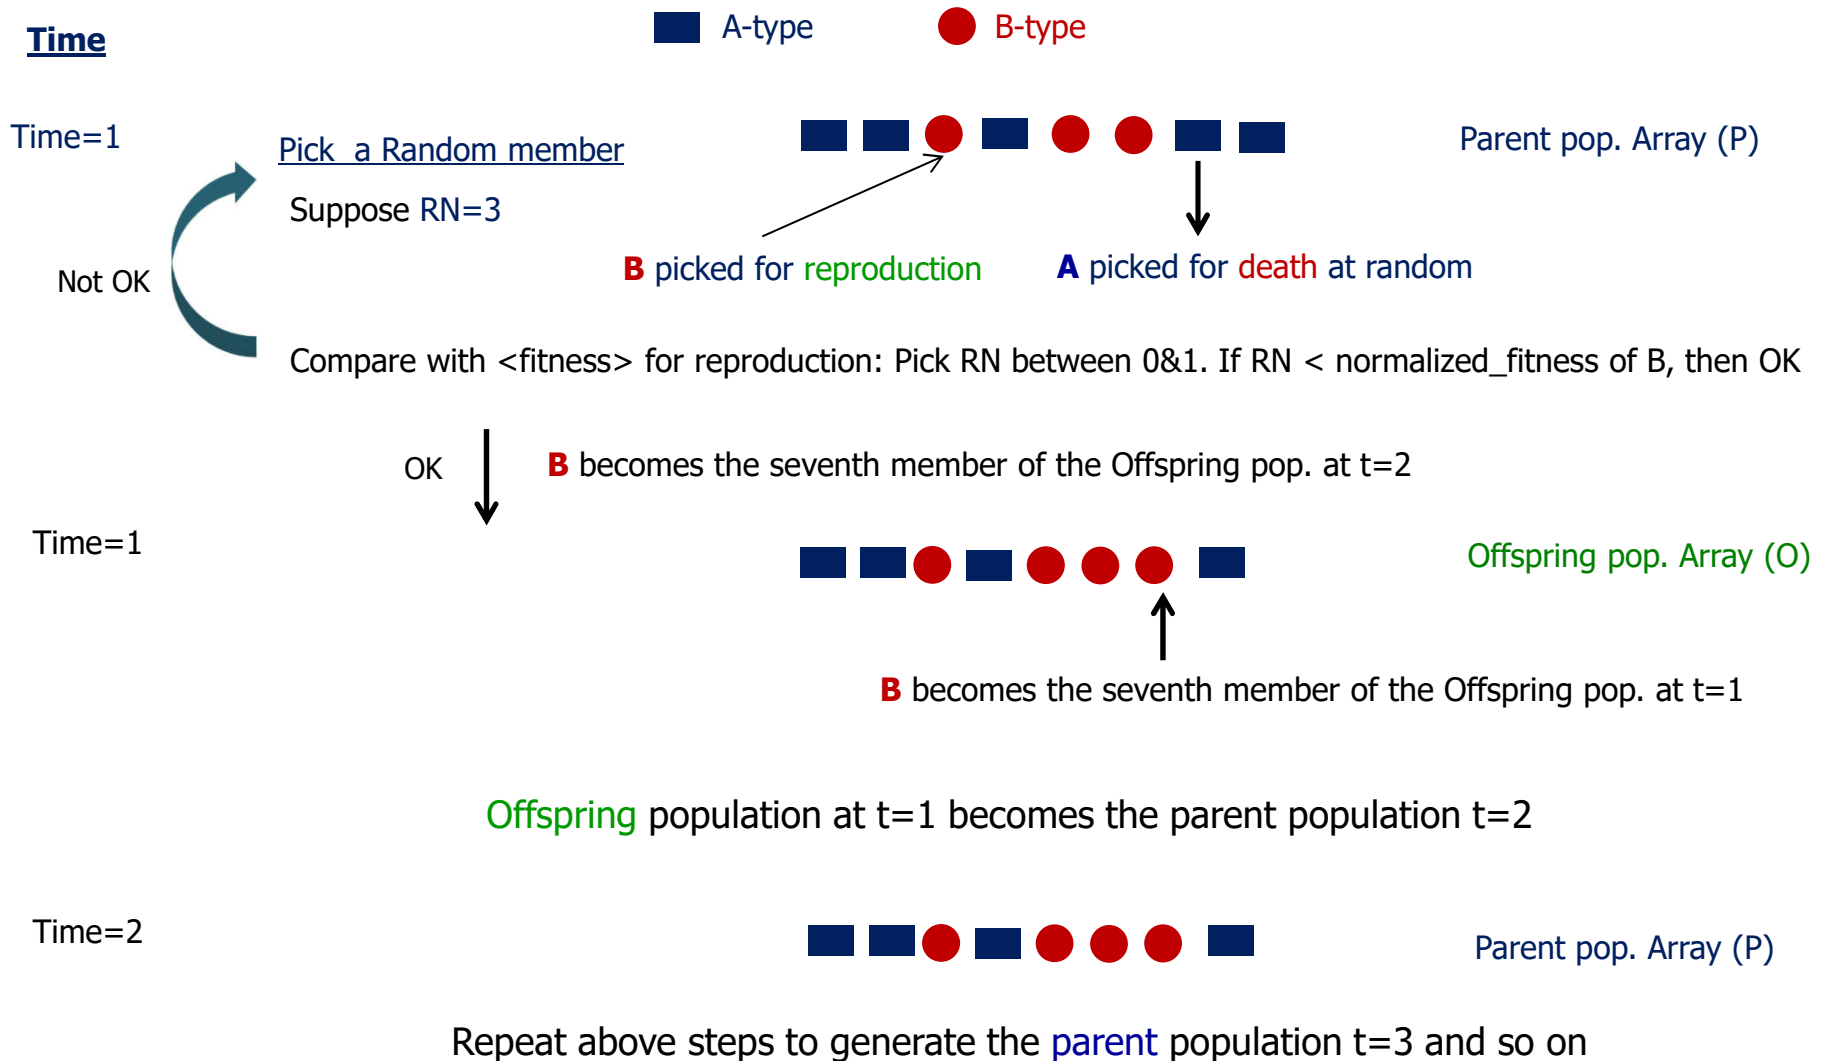 Time
A-type
B-type
Time=1
Pick a Random member
Parent pop. Array (P)
Suppose RN=3
Not OK
B picked for reproduction
A picked for death at random
Compare with <fitness> for reproduction: Pick RN between 0&1. If RN < normalized_fitness of B, then OK
OK
B becomes the seventh member of the Offspring pop. at t=2
Time=1
Offspring pop. Array (O)
B becomes the seventh member of the Offspring pop. at t=1
Offspring population at t=1 becomes the parent population t=2
Time=2
Parent pop. Array (P)
Repeat above steps to generate the parent population t=3 and so on